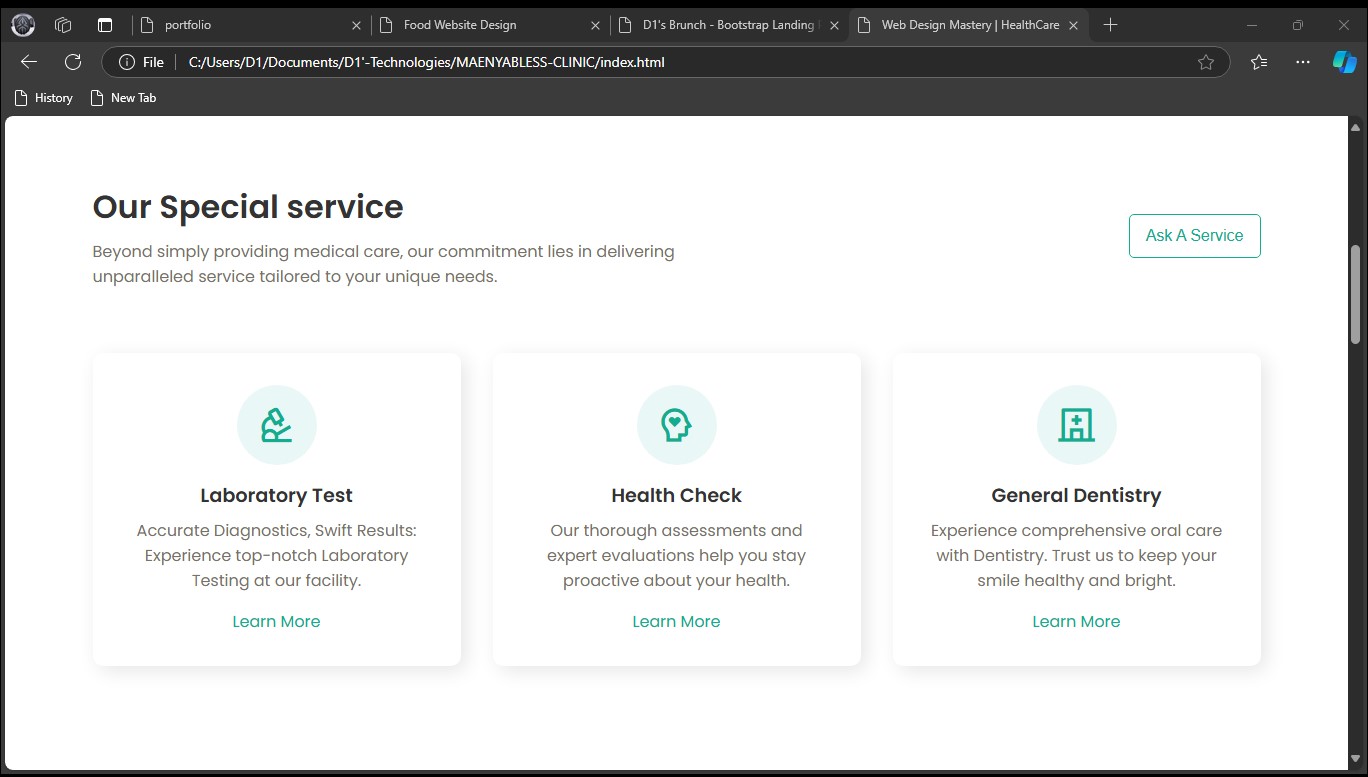 portfolio
Food Website Design
D1's Brunch - Bootstrap Landing
Web Design Mastery | HealthCare
File
C:/Users/D1/Documents/D1'-Technologies/MAENYABLESS-CLINIC/index.html
History
New Tab
Our Special service
Beyond simply providing medical care, our commitment lies in delivering
unparalleled service tailored to your unique needs.
Ask A Service
Laboratory Test
Accurate Diagnostics, Swift Results:
Experience top-notch Laboratory
Testing at our facility.
Learn More
Health Check
Our thorough assessments and
expert evaluations help you stay
proactive about your health.
Learn More
General Dentistry
Experience comprehensive oral care
with Dentistry. Trust us to keep your
smile healthy and bright.
Learn More